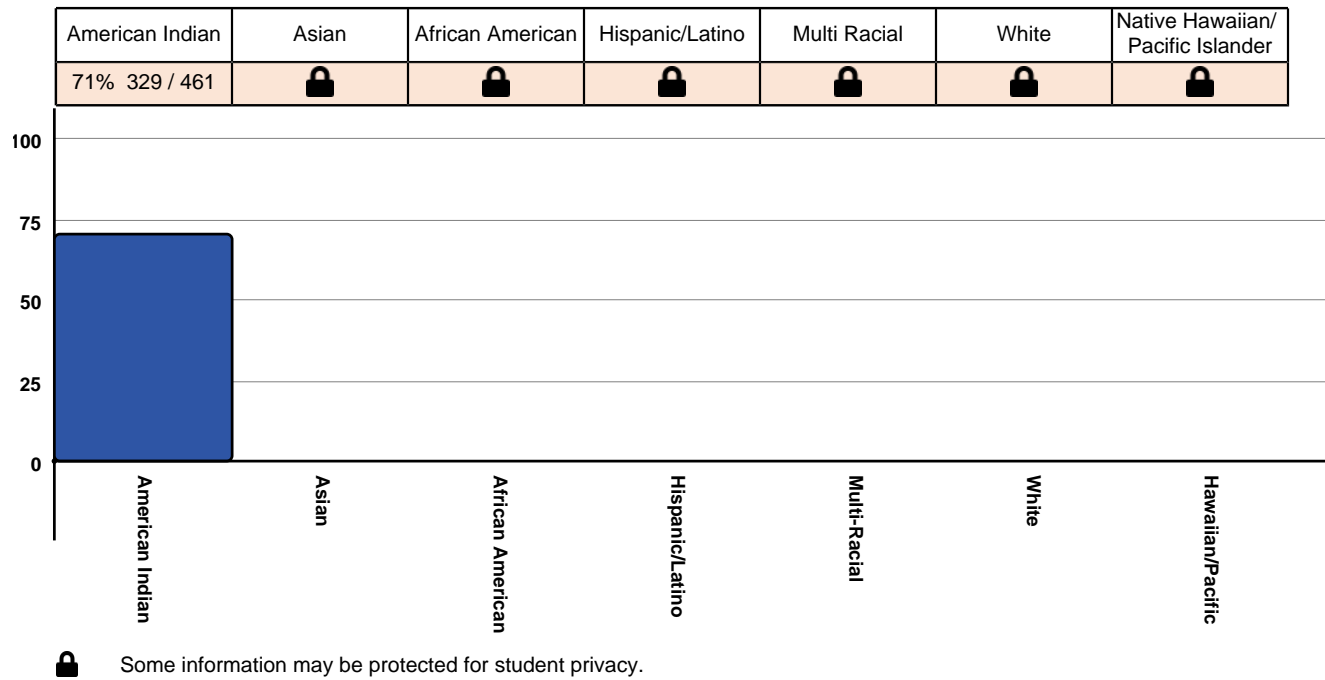 American Indian Asian African American Hispanic/Latino Multi Racial White Native Hawaiian/
Pacific Islander
71% 329 / 461
100
75
50
25
0
American Indian
Asian
African American
Hispanic/Latino
Multi-Racial
White
Hawaiian/Pacific
Some information may be protected for student privacy.